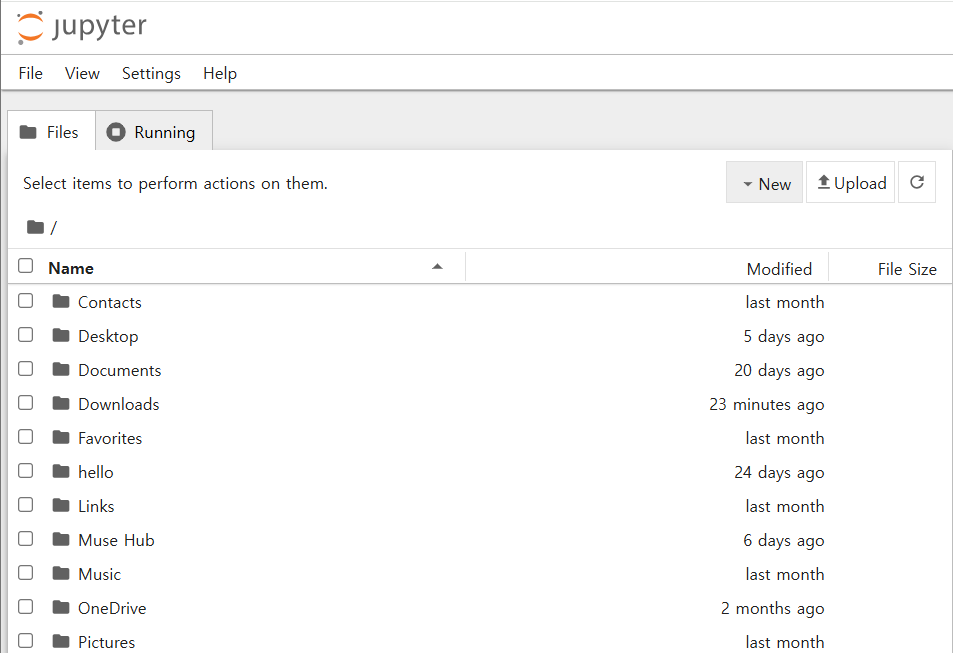 jupyter
File View Settings Help
Files Running
Select items to perform actions on them.
New Upload
/
Name Modified File Size
Contacts last month
Desktop 5 days ago
Documents 20 days ago
Downloads 23 minutes ago
Favorites last month
hello 24 days ago
Links last month
Muse Hub 6 days ago
Music last month
OneDrive 2 months ago
Pictures last month